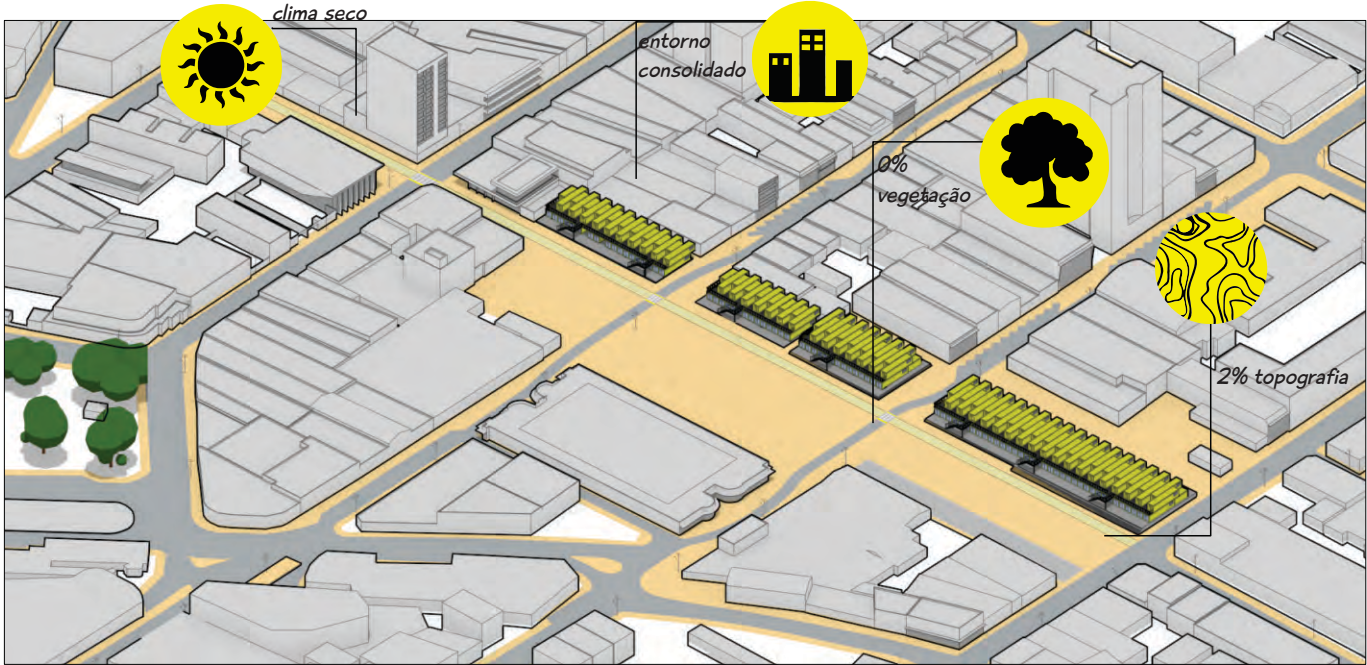 clima seco
entorno
consolidado
0%
vegetação
2% topografia